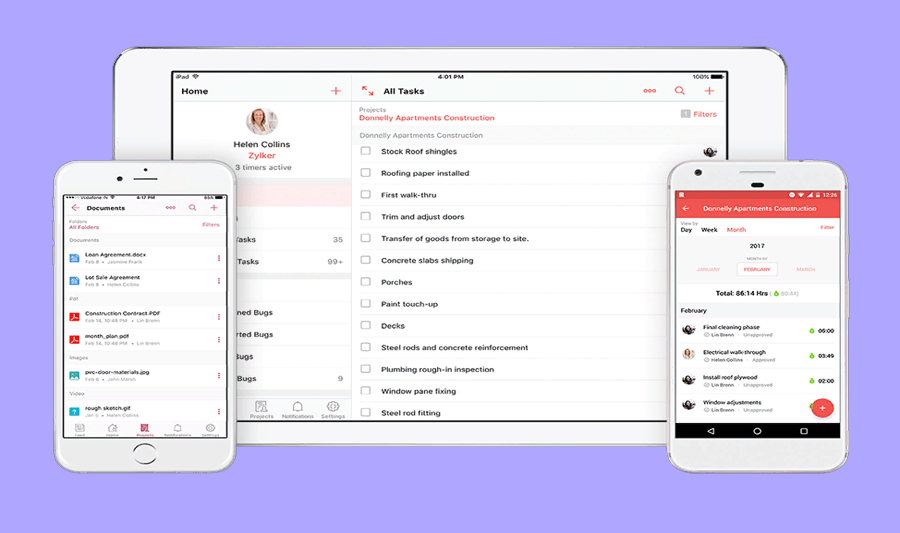 iPad
4:01 PM
100%
Home
All Tasks
Projects
Donnelly Apartments Construction
1
Filters
Helen Collins
Zylker
3 timers active
Donnelly Apartments Construction
Stock Roof shingles
Roofing paper installed
First walk-thru
Trim and adjust doors
Transfer of goods from storage to site.
Concrete slabs shipping
Porches
Paint touch-up
Decks
Steel rods and concrete reinforcement
Plumbing rough-in inspection
Window pane fixing
Steel rod fitting
asks 35
Tasks 99+
ned Bugs
rted Bugs
Bugs
Bugs 9
Projects
Notifications
Settings
Vodafone
4:17 PM
85%
Documents
Folders
All Folders
Filters
Documents
Loan Agreement.docx
Feb 8 • Jasmine Frank
Lot Sale Agreement
Feb 8 • Helen Collins
Pdf
Construction Contract.PDF
Feb 14, 10:48 PM • Lin Brenn
month_plan.pdf
Feb 14, 10:48 PM • Lin Brenn
Images
pvc-door-materials.jpg
Feb 6 • John Marsh
Video
rough sketch.gif
Jan 6 • Helen Collins
Feed
Home
Projects
Notifications
Settings
12:26
Donnelly Apartments Construction
View by
Day
Week
Month
Filter
2017
JANUARY
FEBRUARY
MARCH
Total: 86:14 Hrs
February
Final cleaning phase
Lin Brenn
Unapproved
06:00
Electrical walk-through
Helen Collins
Approved
03:49
Install roof plywood
Lin Brenn
Unapproved
02:00
Window adjustments
Lin Brenn
Unapproved